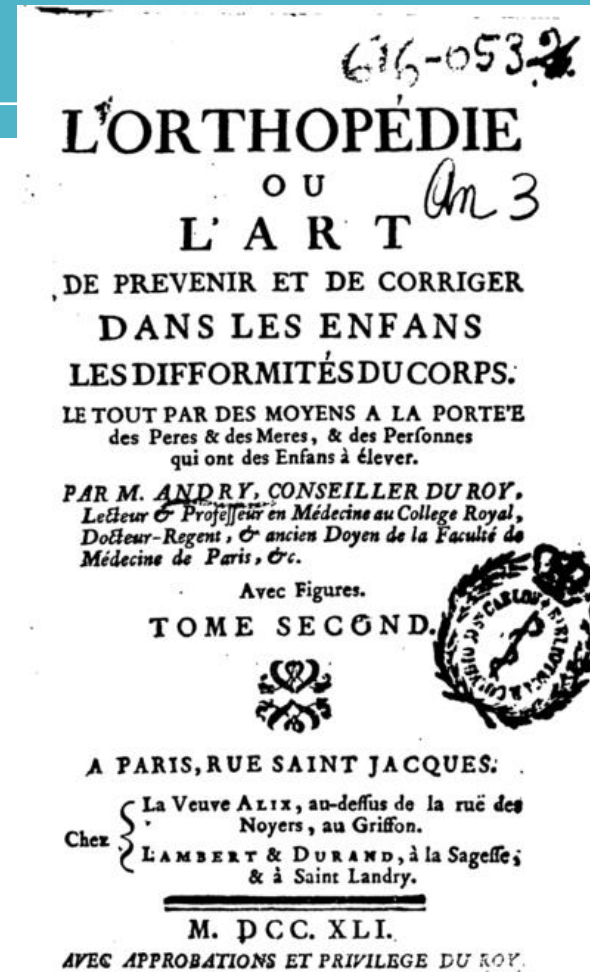 616-053.2
L'ORTHOPÉDIE
OU
An 3
L'ART
DE PREVENIR ET DE CORRIGER
DANS LES ENFANS
LES DIFFORMITÉS DU CORPS.
LE TOUT PAR DES MOYENS A LA PORTE'E
des Peres & des Meres, & des Perſonnes
qui ont des Enfans à élever.
PAR M. ANDRY, CONSEILLER DU ROY,
Lecteur & Profeſſeur en Médecine au College Royal,
Docteur-Regent, & ancien Doyen de la Faculté de
Médecine de Paris, &c.
Avec Figures.
TOME SECOND.
A PARIS, RUE SAINT JACQUES.
Chez
La Veuve ALIX, au-deſſus de la ruë des
Noyers, au Griffon.
LAMBERT & DURAND, à la Sageſſe;
& à Saint Landry.
M. DCC. XLI.
AVEC APPROBATIONS ET PRIVILEGE DU ROY.